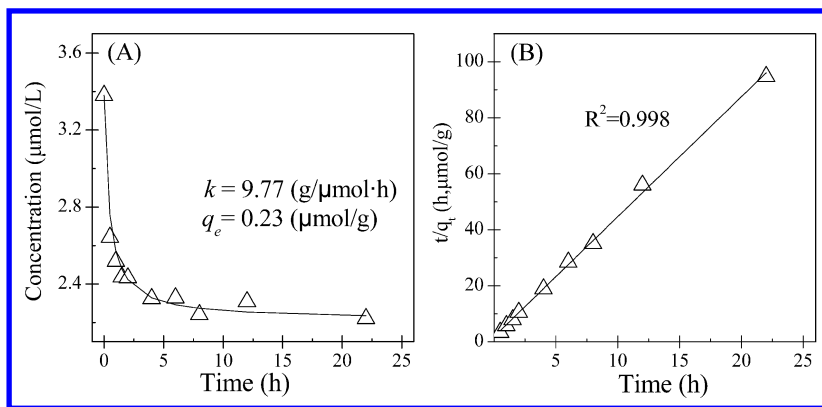 (A)
3.6
3.2
2.8
2.4
Concentration (μmol/L)
k = 9.77 (g/μmol·h)
qe = 0.23 (μmol/g)
0 5 10 15 20 25
Time (h)
(B)
100
80
60
40
20
0
t/qt (h,μmol/g)
R²=0.998
5 10 15 20 25
Time (h)